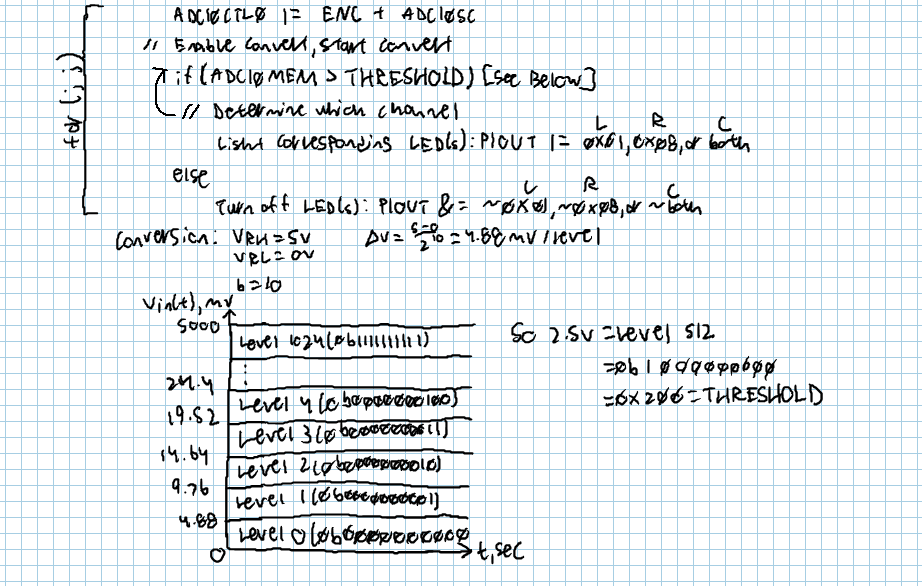 for(;;)
ADC10CTL0 |= ENC + ADC10SC
// Enable Convert, start convert
if(ADC10MEM > THRESHOLD) [See Below]
// Determine which channel
L R C
Light corresponding LED(s): P1OUT |= 0x01, 0x08, or both
else
L R C
Turn off LED(s): P1OUT &= ~0x01, ~0x08, or ~both
Conversion: VRH = 5V ΔV = 5-0/2^10 = 4.88 mV/level
VRL = 0V
b=10
Vin(t), mV
5000
Level 1024(0b1111111111)
⋮
24.4
Level 4 (0b0000000100)
19.52
Level 3 (0b0000000011)
14.64
Level 2 (0b0000000010)
9.76
Level 1 (0b0000000001)
4.88
Level 0 (0b0000000000
0
t, sec
So 2.5V = Level 512
=0b1000000000
=0x200=THRESHOLD